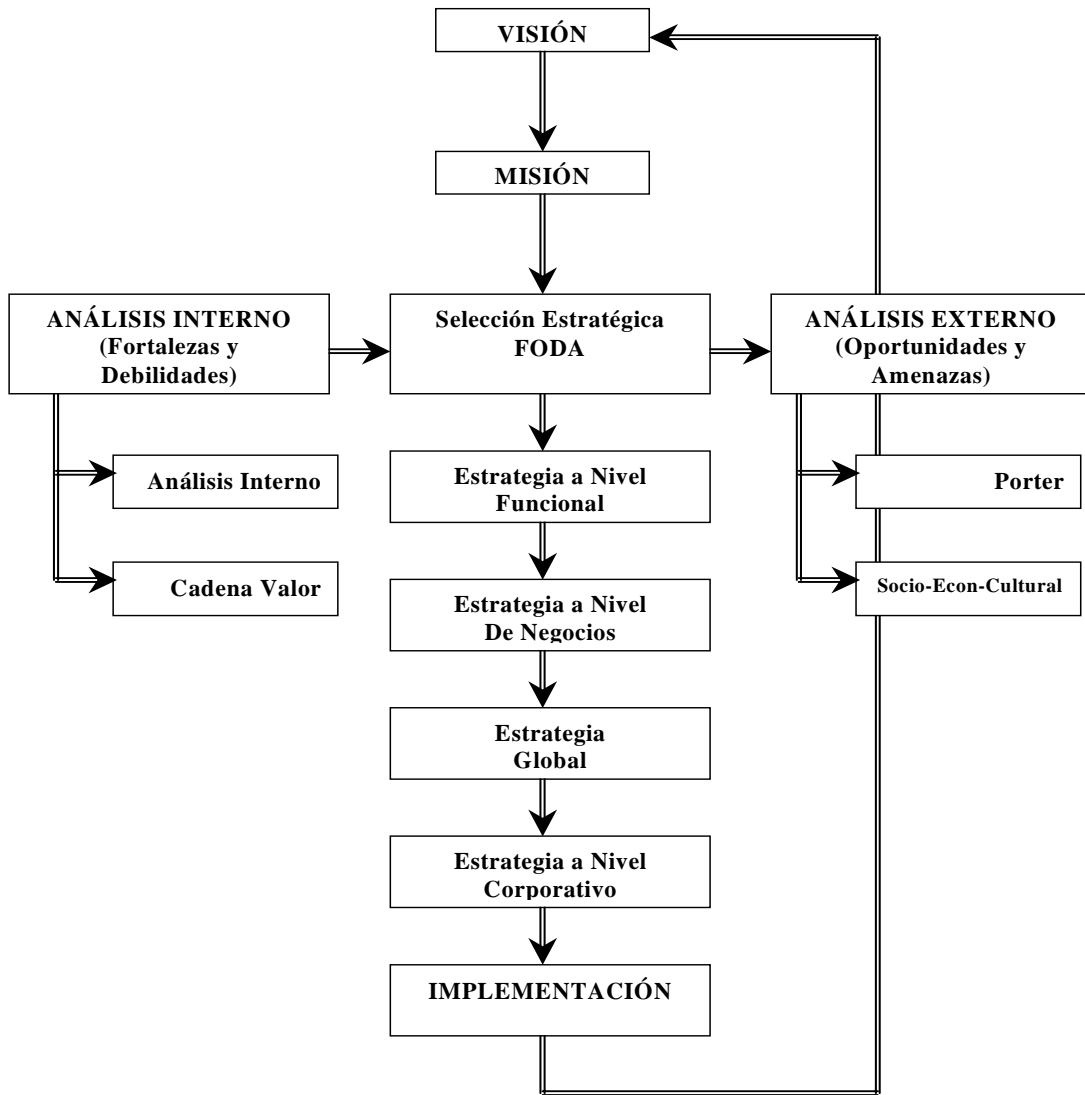 VISIÓN
MISIÓN
ANÁLISIS INTERNO
(Fortalezas y
Debilidades)
Selección Estratégica
FODA
ANÁLISIS EXTERNO
(Oportunidades y
Amenazas)
Análisis Interno
Cadena Valor
Estrategia a Nivel
Funcional
Porter
Socio-Econ-Cultural
Estrategia a Nivel
De Negocios
Estrategia
Global
Estrategia a Nivel
Corporativo
IMPLEMENTACIÓN